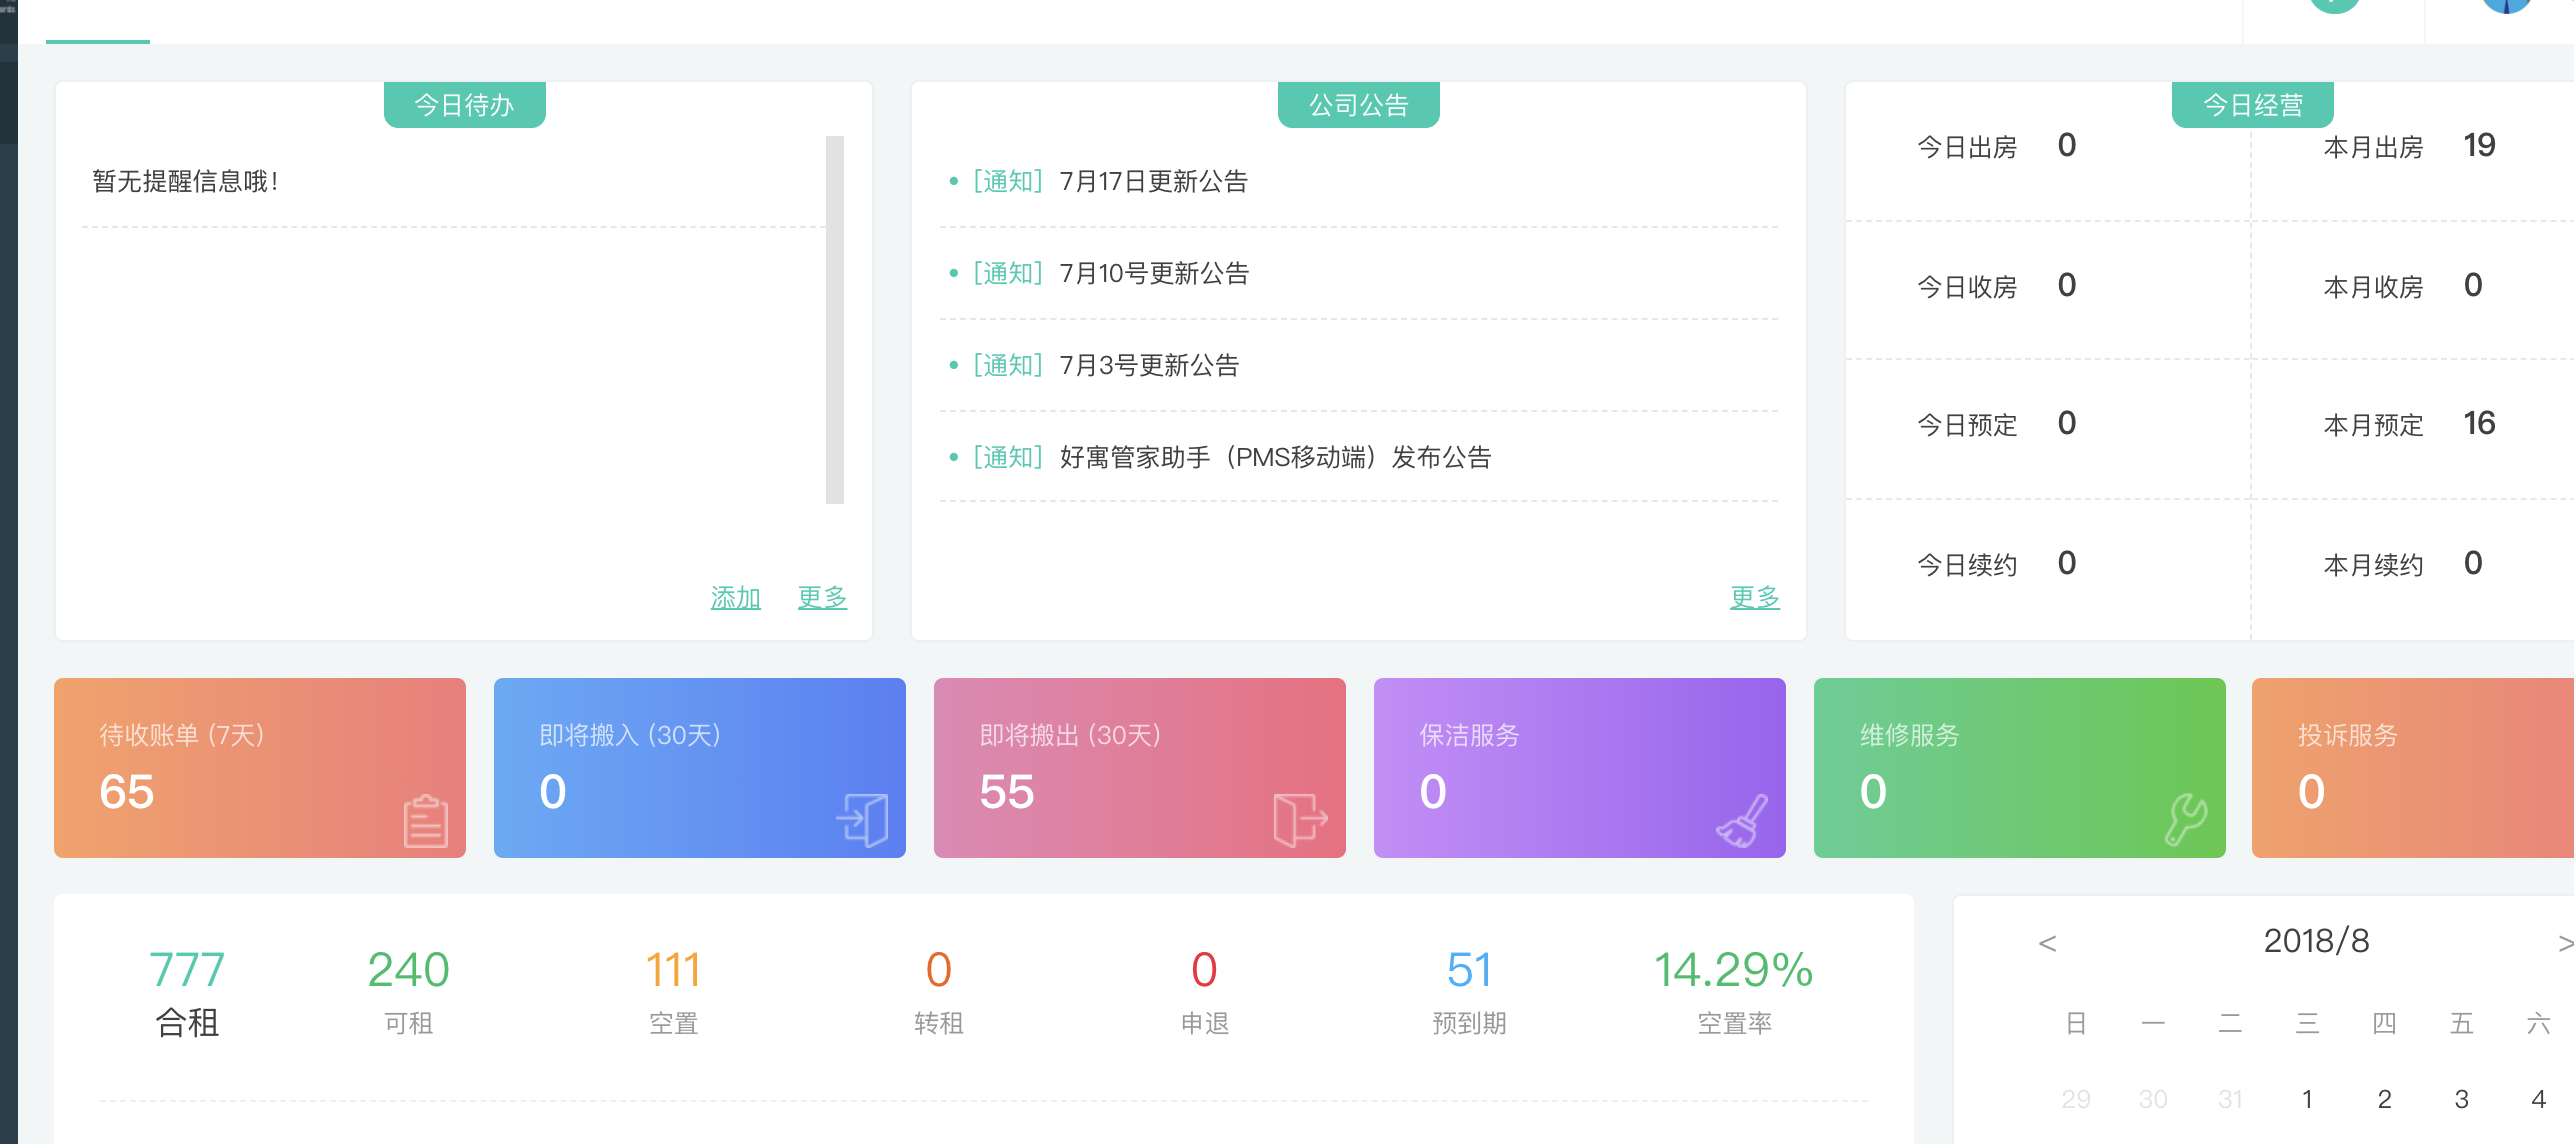 今日待办
暂无提醒信息哦！
添加 更多
公司公告
• [通知] 7月17日更新公告
• [通知] 7月10号更新公告
• [通知] 7月3号更新公告
• [通知] 好寓管家助手（PMS移动端）发布公告
更多
今日经营
今日出房 0 本月出房 19
今日收房 0 本月收房 0
今日预定 0 本月预定 16
今日续约 0 本月续约 0
待收账单 (7天)
65
即将搬入 (30天)
0
即将搬出 (30天)
55
保洁服务
0
维修服务
0
投诉服务
0
777 240 111 0 0 51 14.29%
合租 可租 空置 转租 申退 预到期 空置率
< 2018/8 >
日 一 二 三 四 五 六
29 30 31 1 2 3 4